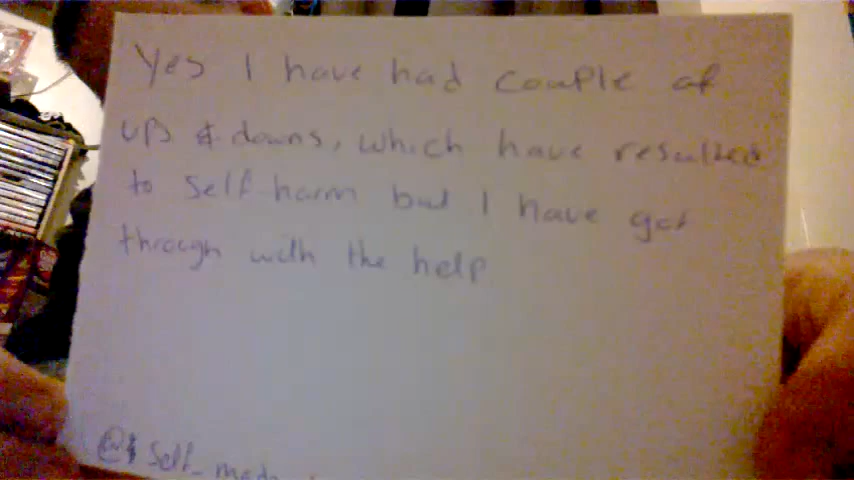 Yes I have had couple of
ups & downs, which have resulted
to self-harm but I have got
through with the help
@$ Self_made